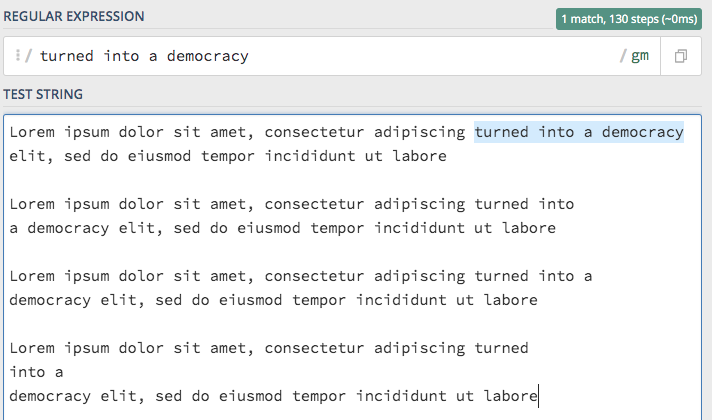 REGULAR EXPRESSION
1 match, 130 steps (~0ms)
/ turned into a democracy / gm
TEST STRING
Lorem ipsum dolor sit amet, consectetur adipiscing turned into a democracy
elit, sed do eiusmod tempor incididunt ut labore
Lorem ipsum dolor sit amet, consectetur adipiscing turned into
a democracy elit, sed do eiusmod tempor incididunt ut labore
Lorem ipsum dolor sit amet, consectetur adipiscing turned into a
democracy elit, sed do eiusmod tempor incididunt ut labore
Lorem ipsum dolor sit amet, consectetur adipiscing turned
into a
democracy elit, sed do eiusmod tempor incididunt ut labore